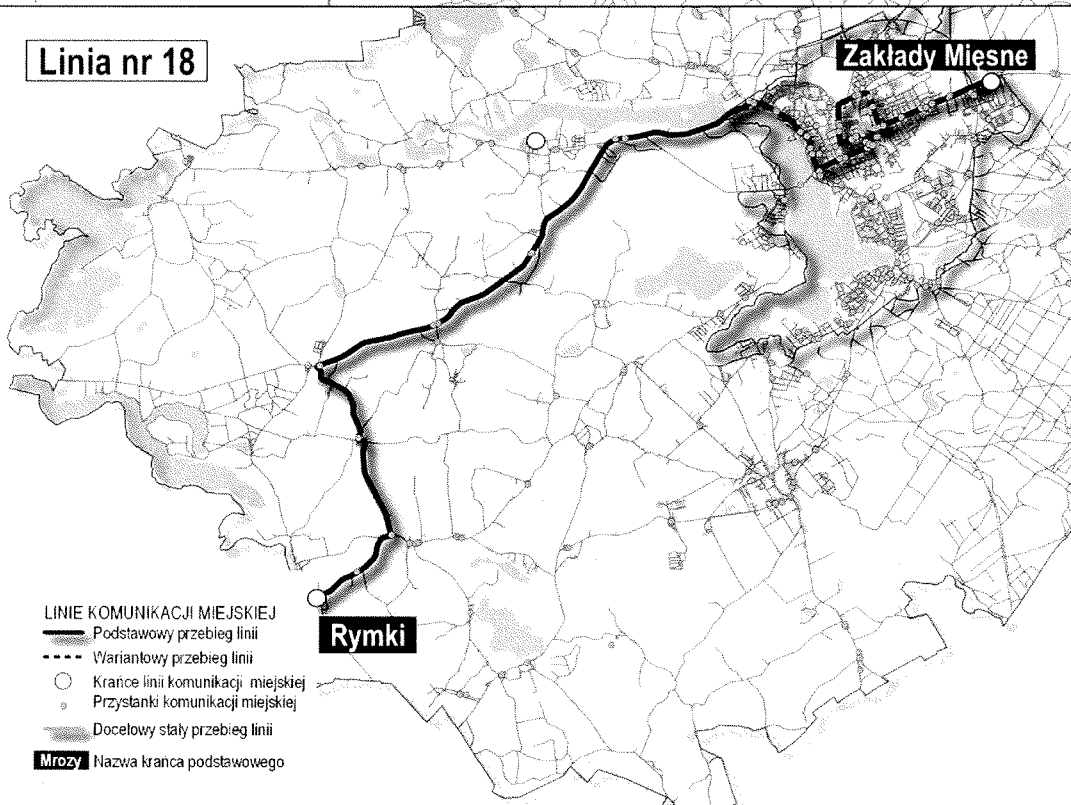 Linia nr 18
Zakłady Mięsne
Rymki
LINIE KOMUNIKACJI MIEJSKIEJ
Podstawowy przebieg linii
Wariantowy przebieg linii
Krańce linii komunikacji miejskiej
Przystanki komunikacji miejskiej
Docelowy stały przebieg linii
Mrozy Nazwa krańca podstawowego